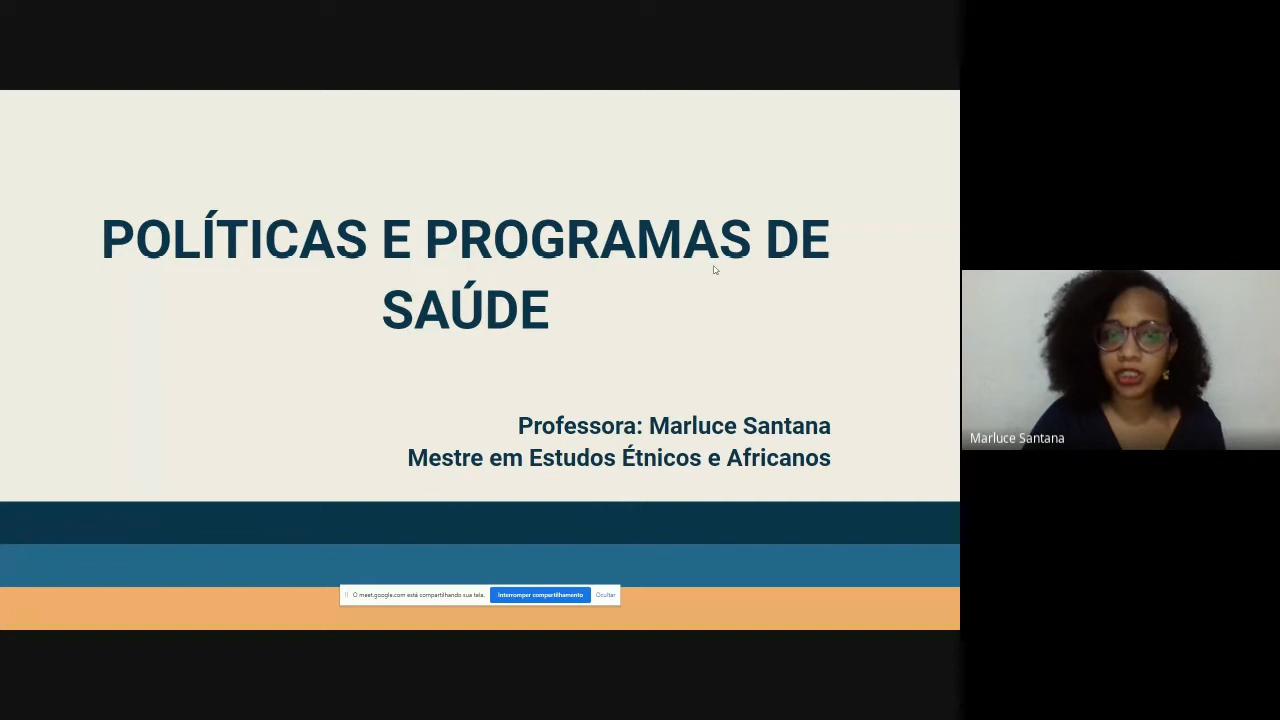 POLÍTICAS E PROGRAMAS DE
SAÚDE
Professora: Marluce Santana
Mestre em Estudos Étnicos e Africanos
Marluce Santana
O meet.google.com está compartilhando sua tela.
Interromper compartilhamento
Ocultar